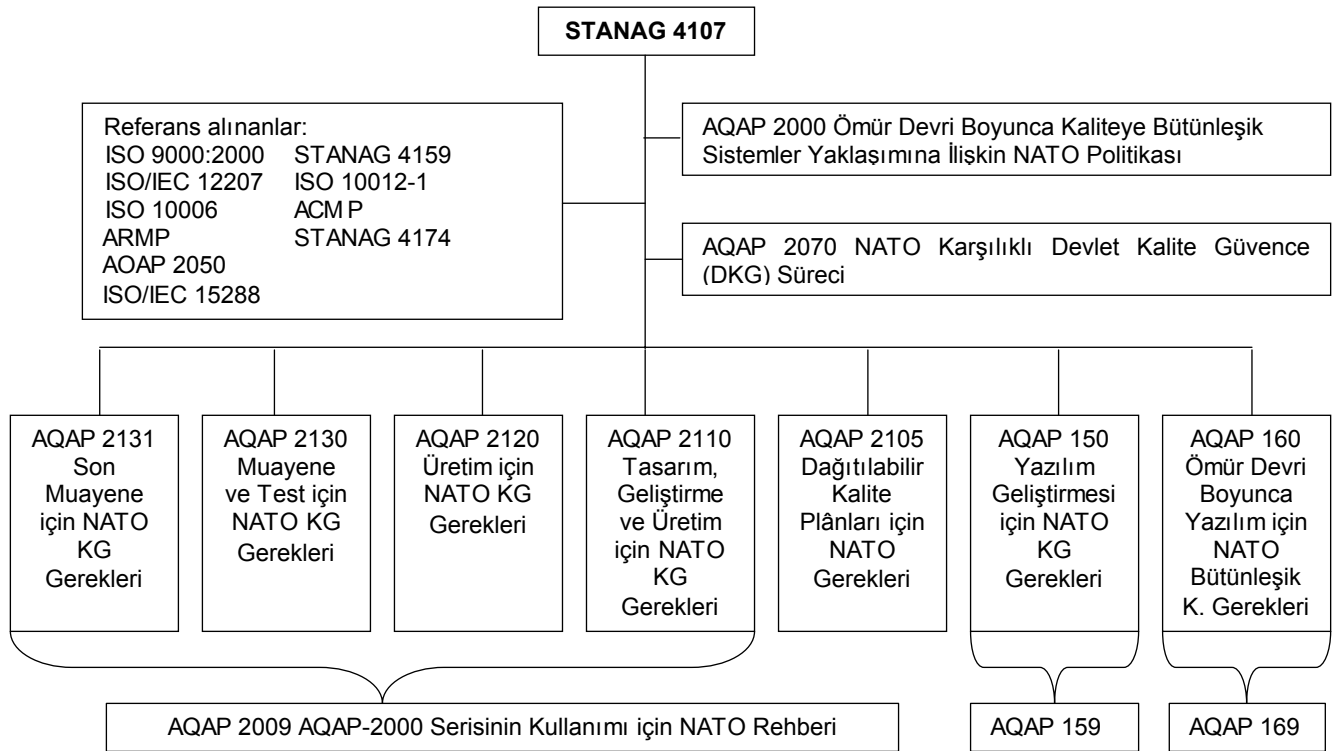 STANAG 4107
Referans alınanlar:
ISO 9000:2000 STANAG 4159
ISO/IEC 12207 ISO 10012-1
ISO 10006 ACMP
ARMP STANAG 4174
AOAP 2050
ISO/IEC 15288
AQAP 2000 Ömür Devri Boyunca Kaliteye Bütünleşik
Sistemler Yaklaşımına İlişkin NATO Politikası
AQAP 2070 NATO Karşılıklı Devlet Kalite Güvence
(DKG) Süreci
AQAP 2131
Son
Muayene
için NATO
KG
Gerekleri
AQAP 2130
Muayene
ve Test için
NATO KG
Gerekleri
AQAP 2120
Üretim için
NATO KG
Gerekleri
AQAP 2110
Tasarım,
Geliştirme
ve Üretim
için NATO
KG
Gerekleri
AQAP 2105
Dağıtılabilir
Kalite
Plânları için
NATO
Gerekleri
AQAP 150
Yazılım
Geliştirmesi
için NATO
KG
Gerekleri
AQAP 160
Ömür Devri
Boyunca
Yazılım için
NATO
Bütünleşik
K. Gerekleri
AQAP 2009 AQAP-2000 Serisinin Kullanımı için NATO Rehberi
AQAP 159
AQAP 169